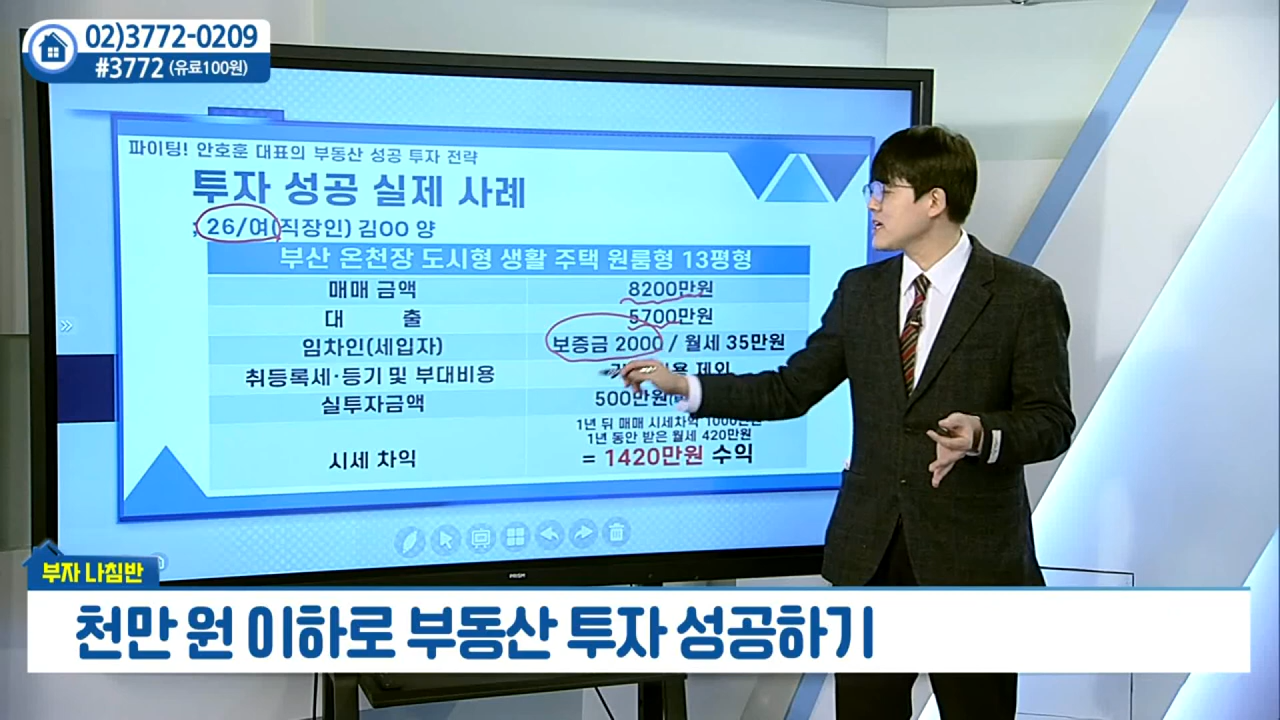 02)3772-0209
#3772 (유료100원)
파이팅! 안호훈 대표의 부동산 성공 투자 전략
투자 성공 실제 사례
: 26/여(직장인) 김OO 양
부산 온천장 도시형 생활 주택 원룸형 13평형
매매 금액 8200만원
대 출 5700만원
임차인(세입자) 보증금 2000 / 월세 35만원
취등록세·등기 및 부대비용 제외
실투자금액 500만원
1년 뒤 매매 시세차익 1000만원
1년 동안 받은 월세 420만원
시세 차익 = 1420만원 수익
PRISM
부자 나침반
천만 원 이하로 부동산 투자 성공하기